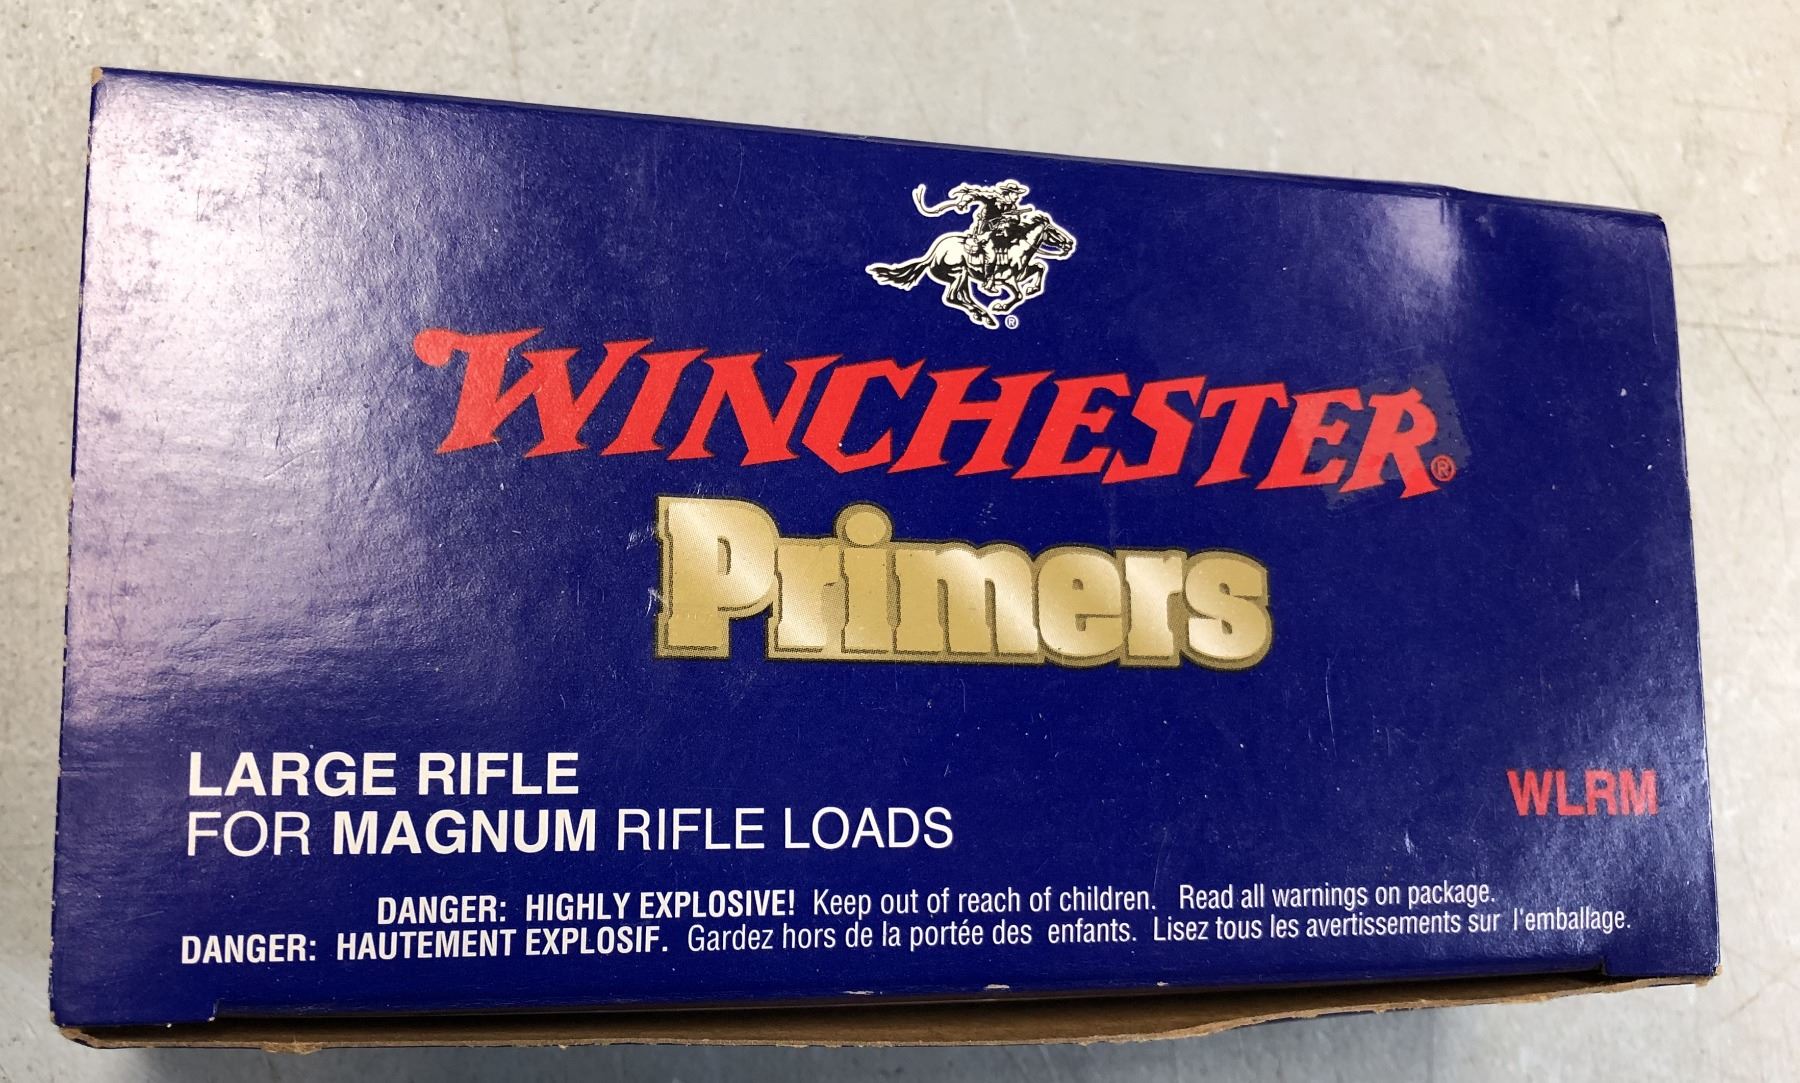 WINCHESTER®
Primers
LARGE RIFLE
FOR MAGNUM RIFLE LOADS
WLRM
DANGER: HIGHLY EXPLOSIVE! Keep out of reach of children. Read all warnings on package.
DANGER: HAUTEMENT EXPLOSIF. Gardez hors de la portée des enfants. Lisez tous les avertissements sur l'emballage.